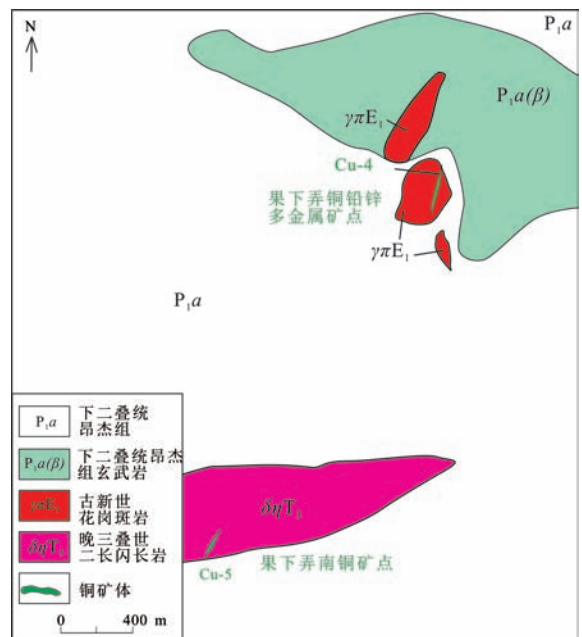 N
P₁a
P₁a(β)
γπE₁
Cu-4
果下弄铜铅锌
多金属矿点
γπE₁
P₁a
δηT₃
Cu-5
果下弄南铜矿点
P₁a
下二叠统
昂杰组
P₁a(β)
下二叠统昂杰
组玄武岩
γπE₁
古新世
花岗斑岩
δηT₃
晚三叠世
二长闪长岩
铜矿体
0 400 m